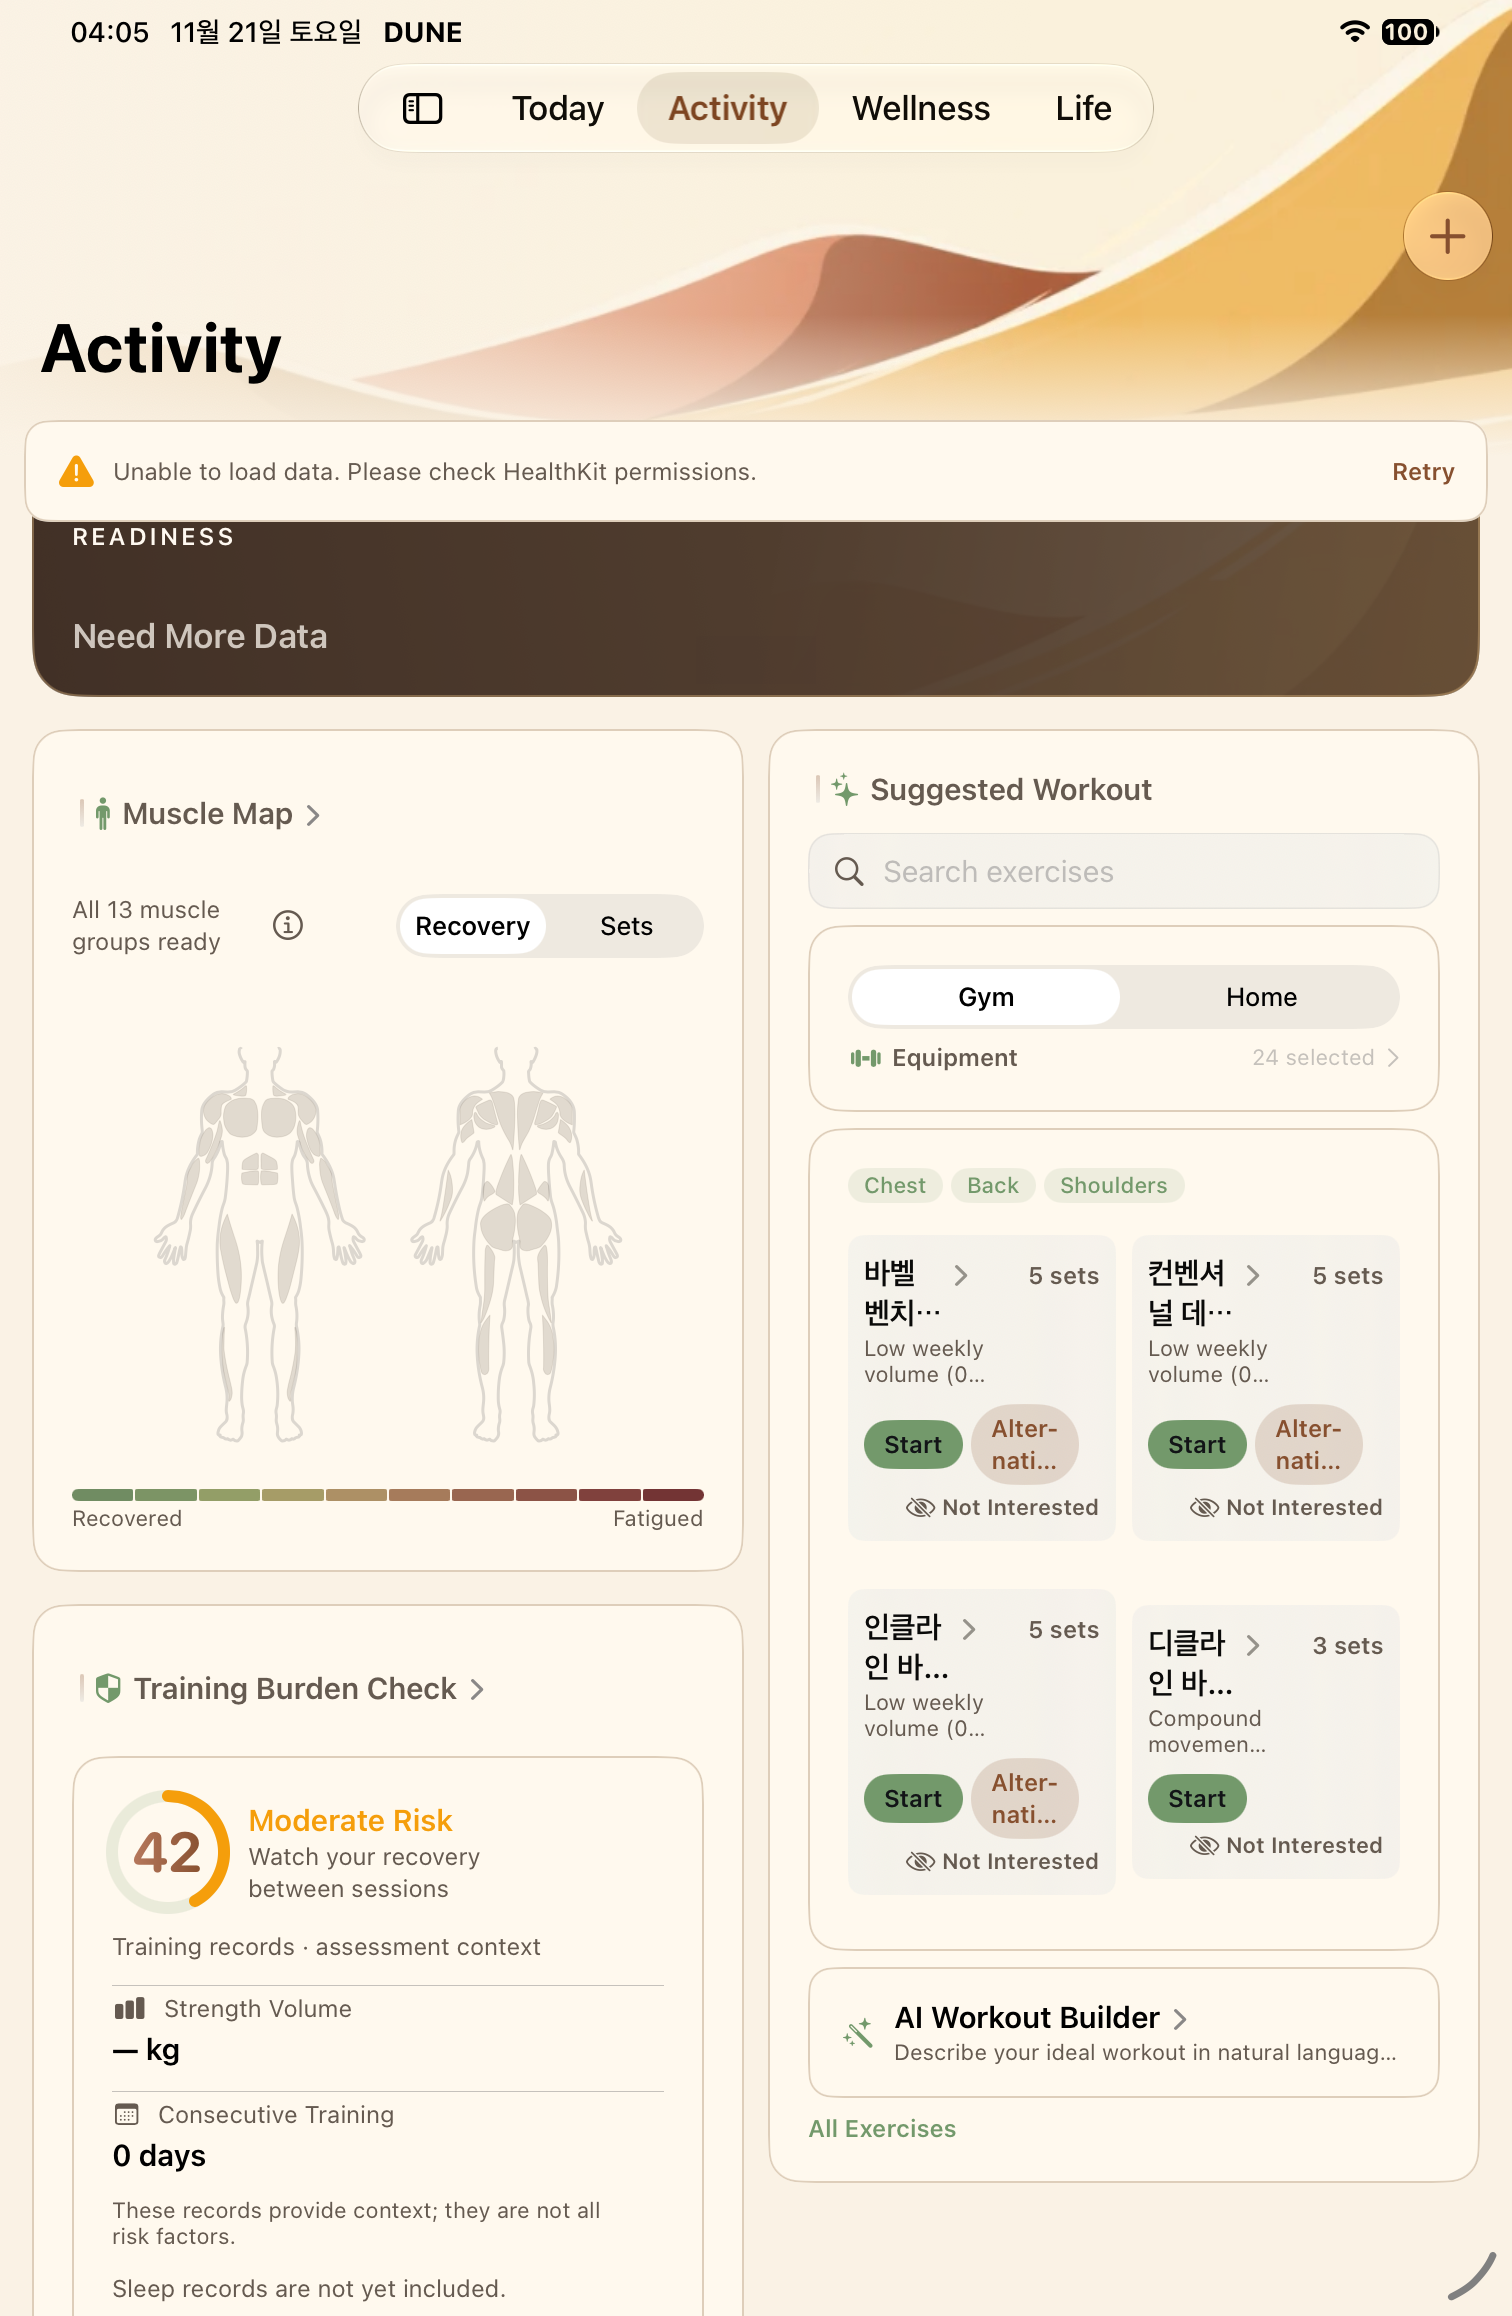 04:05 11월 21일 토요일 DUNE
100
Today Activity Wellness Life
Activity
Unable to load data. Please check HealthKit permissions. Retry
READINESS
Need More Data
Muscle Map
All 13 muscle
groups ready
Recovery Sets
Recovered Fatigued
Training Burden Check
42
Moderate Risk
Watch your recovery
between sessions
Training records · assessment context
Strength Volume
— kg
Consecutive Training
0 days
These records provide context; they are not all
risk factors.
Sleep records are not yet included.
Suggested Workout
Search exercises
Gym Home
Equipment 24 selected
Chest Back Shoulders
바벨
벤치…
5 sets
Low weekly
volume (0...
Start
Alter-
nati...
Not Interested
컨벤셔
널 데…
5 sets
Low weekly
volume (0...
Start
Alter-
nati...
Not Interested
인클라
인 바...
5 sets
Low weekly
volume (0...
Start
Alter-
nati...
Not Interested
디클라
인 바...
3 sets
Compound
movemen...
Start
Not Interested
AI Workout Builder
Describe your ideal workout in natural languag...
All Exercises